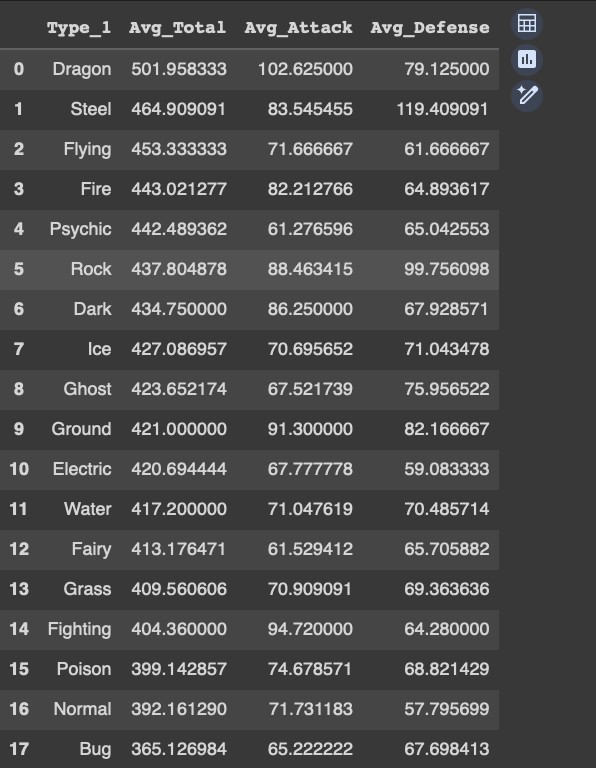 Type_1 Avg_Total Avg_Attack Avg_Defense
0 Dragon 501.958333 102.625000 79.125000
1 Steel 464.909091 83.545455 119.409091
2 Flying 453.333333 71.666667 61.666667
3 Fire 443.021277 82.212766 64.893617
4 Psychic 442.489362 61.276596 65.042553
5 Rock 437.804878 88.463415 99.756098
6 Dark 434.750000 86.250000 67.928571
7 Ice 427.086957 70.695652 71.043478
8 Ghost 423.652174 67.521739 75.956522
9 Ground 421.000000 91.300000 82.166667
10 Electric 420.694444 67.777778 59.083333
11 Water 417.200000 71.047619 70.485714
12 Fairy 413.176471 61.529412 65.705882
13 Grass 409.560606 70.909091 69.363636
14 Fighting 404.360000 94.720000 64.280000
15 Poison 399.142857 74.678571 68.821429
16 Normal 392.161290 71.731183 57.795699
17 Bug 365.126984 65.222222 67.698413